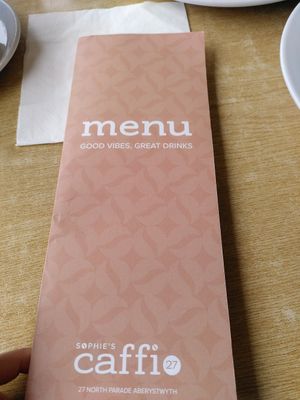 menu
GOOD VIBES, GREAT DRINKS
SOPHIE'S
caffi 27
27 NORTH PARADE ABERYSTWYTH